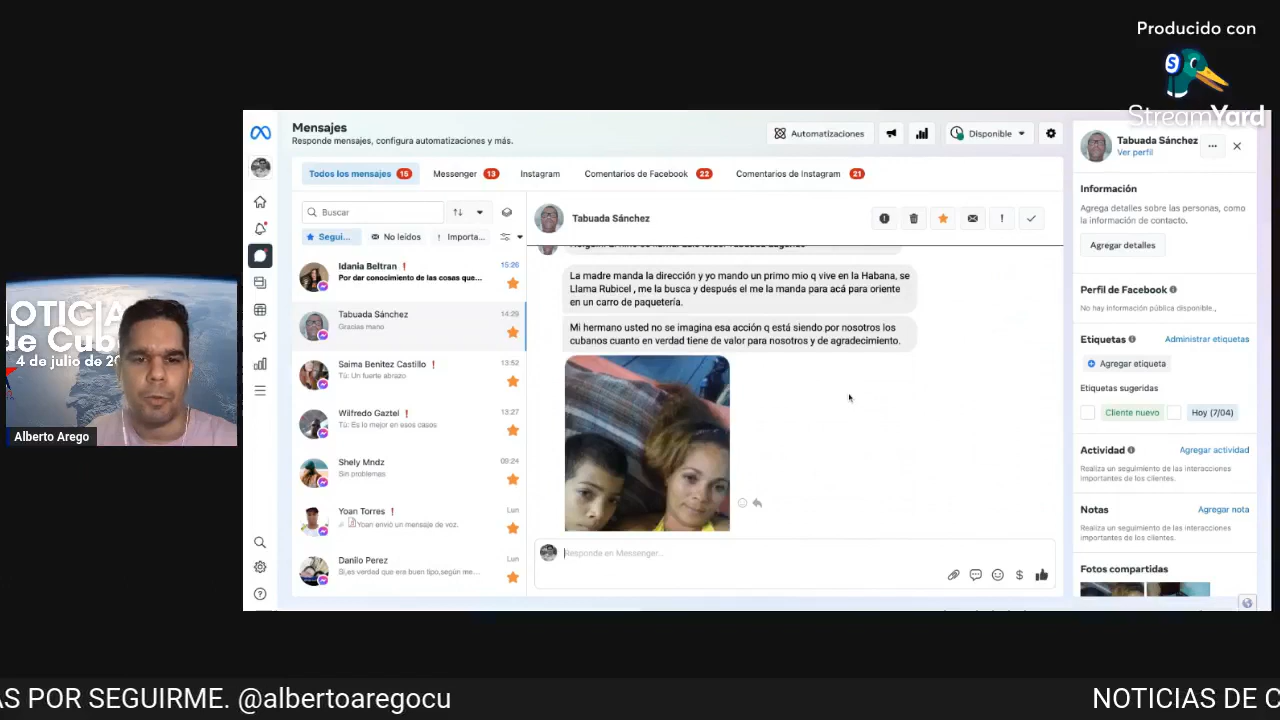 Producido con
StreamYard
Mensajes
Responde mensajes, configura automatizaciones y más.
Automatizaciones
Disponible
Tabuada Sánchez
Ver perfil
Todos los mensajes 15
Messenger 13
Instagram
Comentarios de Facebook 22
Comentarios de Instagram 21
Buscar
Segui...
No leídos
Importa...
Idania Beltran
15:26
Por dar conocimiento de las cosas que...
Tabuada Sánchez
14:29
Gracias mano
Saima Benitez Castillo
13:52
Tú: Un fuerte abrazo
Wilfredo Gaztel
13:27
Tú: Es lo mejor en esos casos
Shely Mndz
09:24
Sin problemas
Yoan Torres
Lun
Yoan envió un mensaje de voz.
Danilo Perez
Lun
Si,es verdad que era buen tipo,según me...
Tabuada Sánchez
La madre manda la dirección y yo mando un primo mio q vive en la Habana, se
Llama Rubicel , me la busca y después el me la manda para acá para oriente
en un carro de paquetería.
Mi hermano usted no se imagina esa acción q está siendo por nosotros los
cubanos cuanto en verdad tiene de valor para nosotros y de agradecimiento.
Responde en Messenger...
Información
Agrega detalles sobre las personas, como
la información de contacto.
Agregar detalles
Perfil de Facebook
No hay información pública disponible.,
Etiquetas
Administrar etiquetas
Agregar etiqueta
Etiquetas sugeridas
Cliente nuevo
Hoy (7/04)
Actividad
Agregar actividad
Realiza un seguimiento de las interacciones
importantes de los clientes.
Notas
Agregar nota
Realiza un seguimiento de las interacciones
importantes de los clientes.
Fotos compartidas
OTICIA
de Cub
4 de julio de 20
Alberto Arego
AS POR SEGUIRME. @albertoaregocu
NOTICIAS DE C